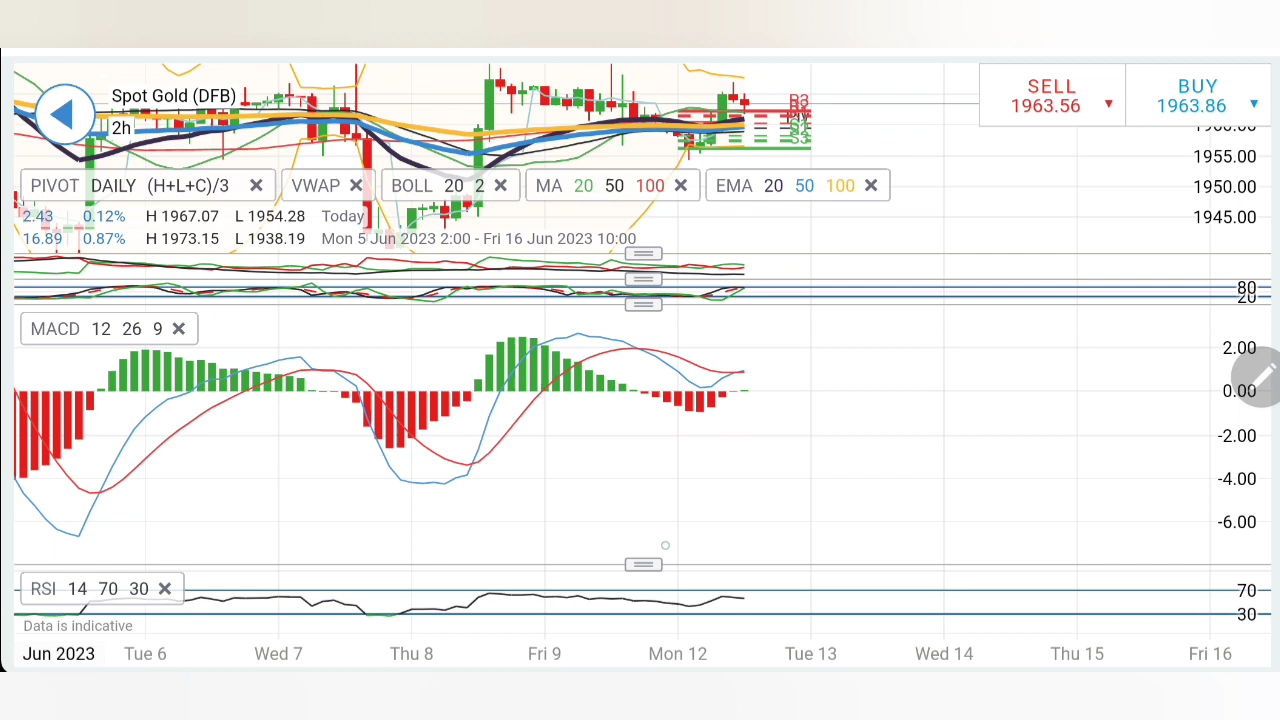 Spot Gold (DFB)
2h
SELL
1963.56
BUY
1963.86
R3
S3
1955.00
1950.00
1945.00
PIVOT DAILY (H+L+C)/3
VWAP
BOLL 20 2
MA 20 50 100
EMA 20 50 100
2.43 0.12% H 1967.07 L 1954.28 Today
16.89 0.87% H 1973.15 L 1938.19 Mon 5 Jun 2023 2:00 - Fri 16 Jun 2023 10:00
80
20
MACD 12 26 9
2.00
0.00
-2.00
-4.00
-6.00
RSI 14 70 30
70
30
Data is indicative
Jun 2023 Tue 6 Wed 7 Thu 8 Fri 9 Mon 12 Tue 13 Wed 14 Thu 15 Fri 16